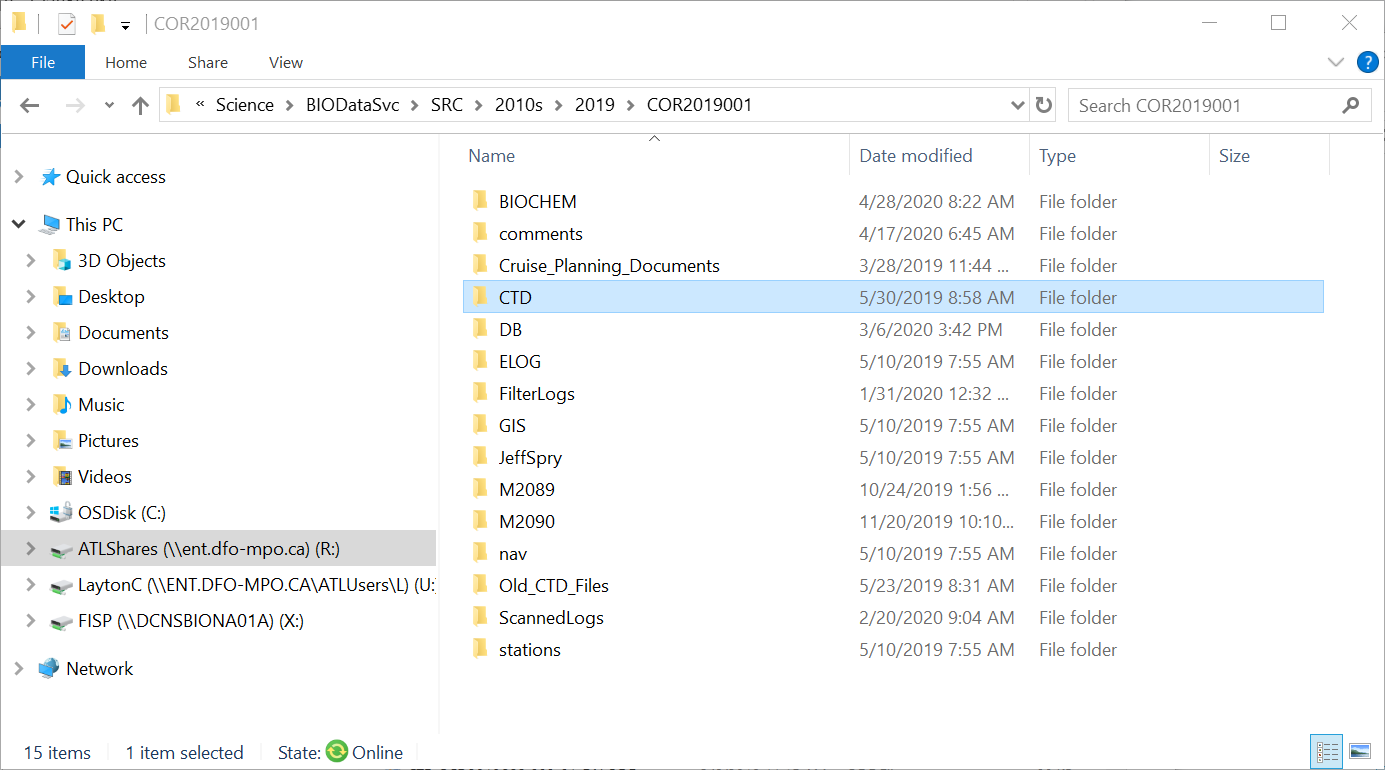 COR2019001
File Home Share View
« Science > BIODataSvc > SRC > 2010s > 2019 > COR2019001
Search COR2019001
Name Date modified Type Size
Quick access
This PC
3D Objects
Desktop
Documents
Downloads
Music
Pictures
Videos
OSDisk (C:)
ATLShares (\\ent.dfo-mpo.ca) (R:)
LaytonC (\\ENT.DFO-MPO.CA\ATLUsers\L) (U:
FISP (\\DCNSBIONA01A) (X:)
Network
BIOCHEM 4/28/2020 8:22 AM File folder
comments 4/17/2020 6:45 AM File folder
Cruise_Planning_Documents 3/28/2019 11:44 ... File folder
CTD 5/30/2019 8:58 AM File folder
DB 3/6/2020 3:42 PM File folder
ELOG 5/10/2019 7:55 AM File folder
FilterLogs 1/31/2020 12:32 ... File folder
GIS 5/10/2019 7:55 AM File folder
JeffSpry 5/10/2019 7:55 AM File folder
M2089 10/24/2019 1:56 ... File folder
M2090 11/20/2019 10:10... File folder
nav 5/10/2019 7:55 AM File folder
Old_CTD_Files 5/23/2019 8:31 AM File folder
ScannedLogs 2/20/2020 9:04 AM File folder
stations 5/10/2019 7:55 AM File folder
15 items 1 item selected State: Online